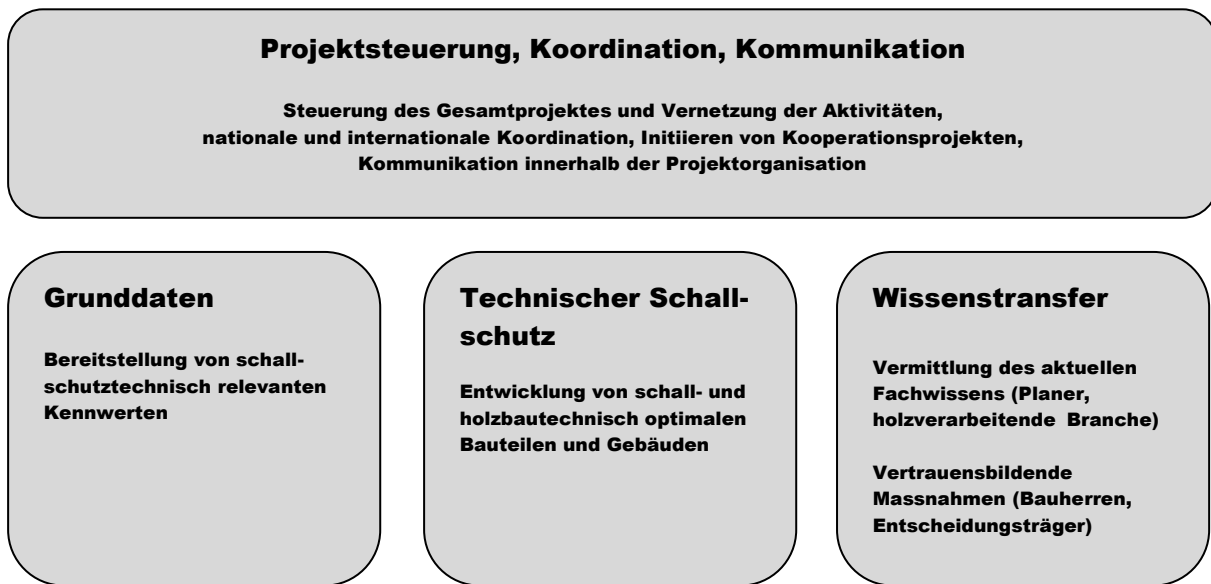 Projektsteuerung, Koordination, Kommunikation
Steuerung des Gesamtprojektes und Vernetzung der Aktivitäten,
nationale und internationale Koordination, Initiieren von Kooperationsprojekten,
Kommunikation innerhalb der Projektorganisation
Grunddaten
Bereitstellung von schall-
schutztechnisch relevanten
Kennwerten
Technischer Schall-
schutz
Entwicklung von schall- und
holzbautechnisch optimalen
Bauteilen und Gebäuden
Wissenstransfer
Vermittlung des aktuellen
Fachwissens (Planer,
holzverarbeitende Branche)
Vertrauensbildende
Massnahmen (Bauherren,
Entscheidungsträger)